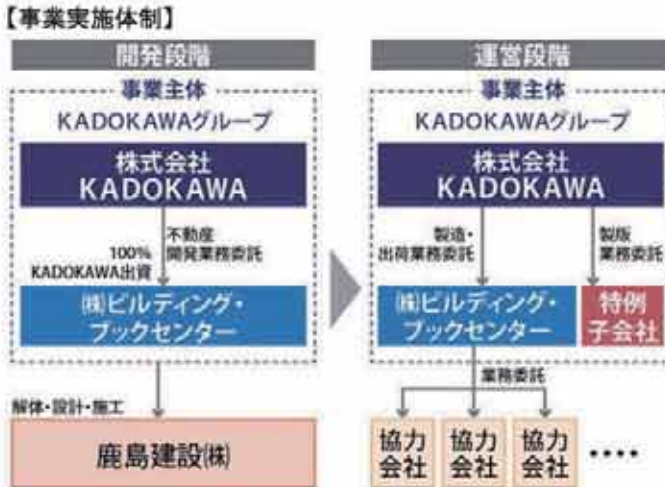 【事業実施体制】
開発段階
事業主体
KADOKAWAグループ
株式会社
KADOKAWA
100%
KADOKAWA出資
不動産
開発業務委託
㈱ビルディング・
ブックセンター
解体・設計・施工
鹿島建設㈱
運営段階
事業主体
KADOKAWAグループ
株式会社
KADOKAWA
製造・
出荷業務委託
製版
業務委託
㈱ビルディング・
ブックセンター
特例
子会社
業務委託
協力
会社
協力
会社
協力
会社
••••